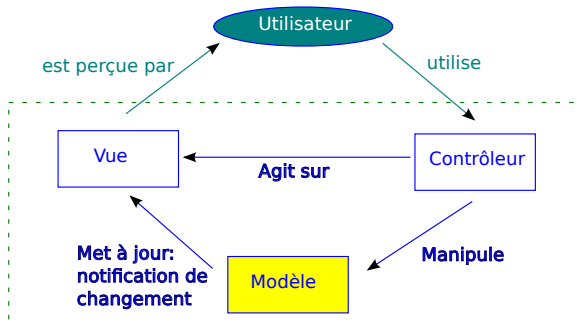 Utilisateur
est perçue par
utilise
Vue
Contrôleur
Agit sur
Met à jour:
notification de
changement
Manipule
Modèle